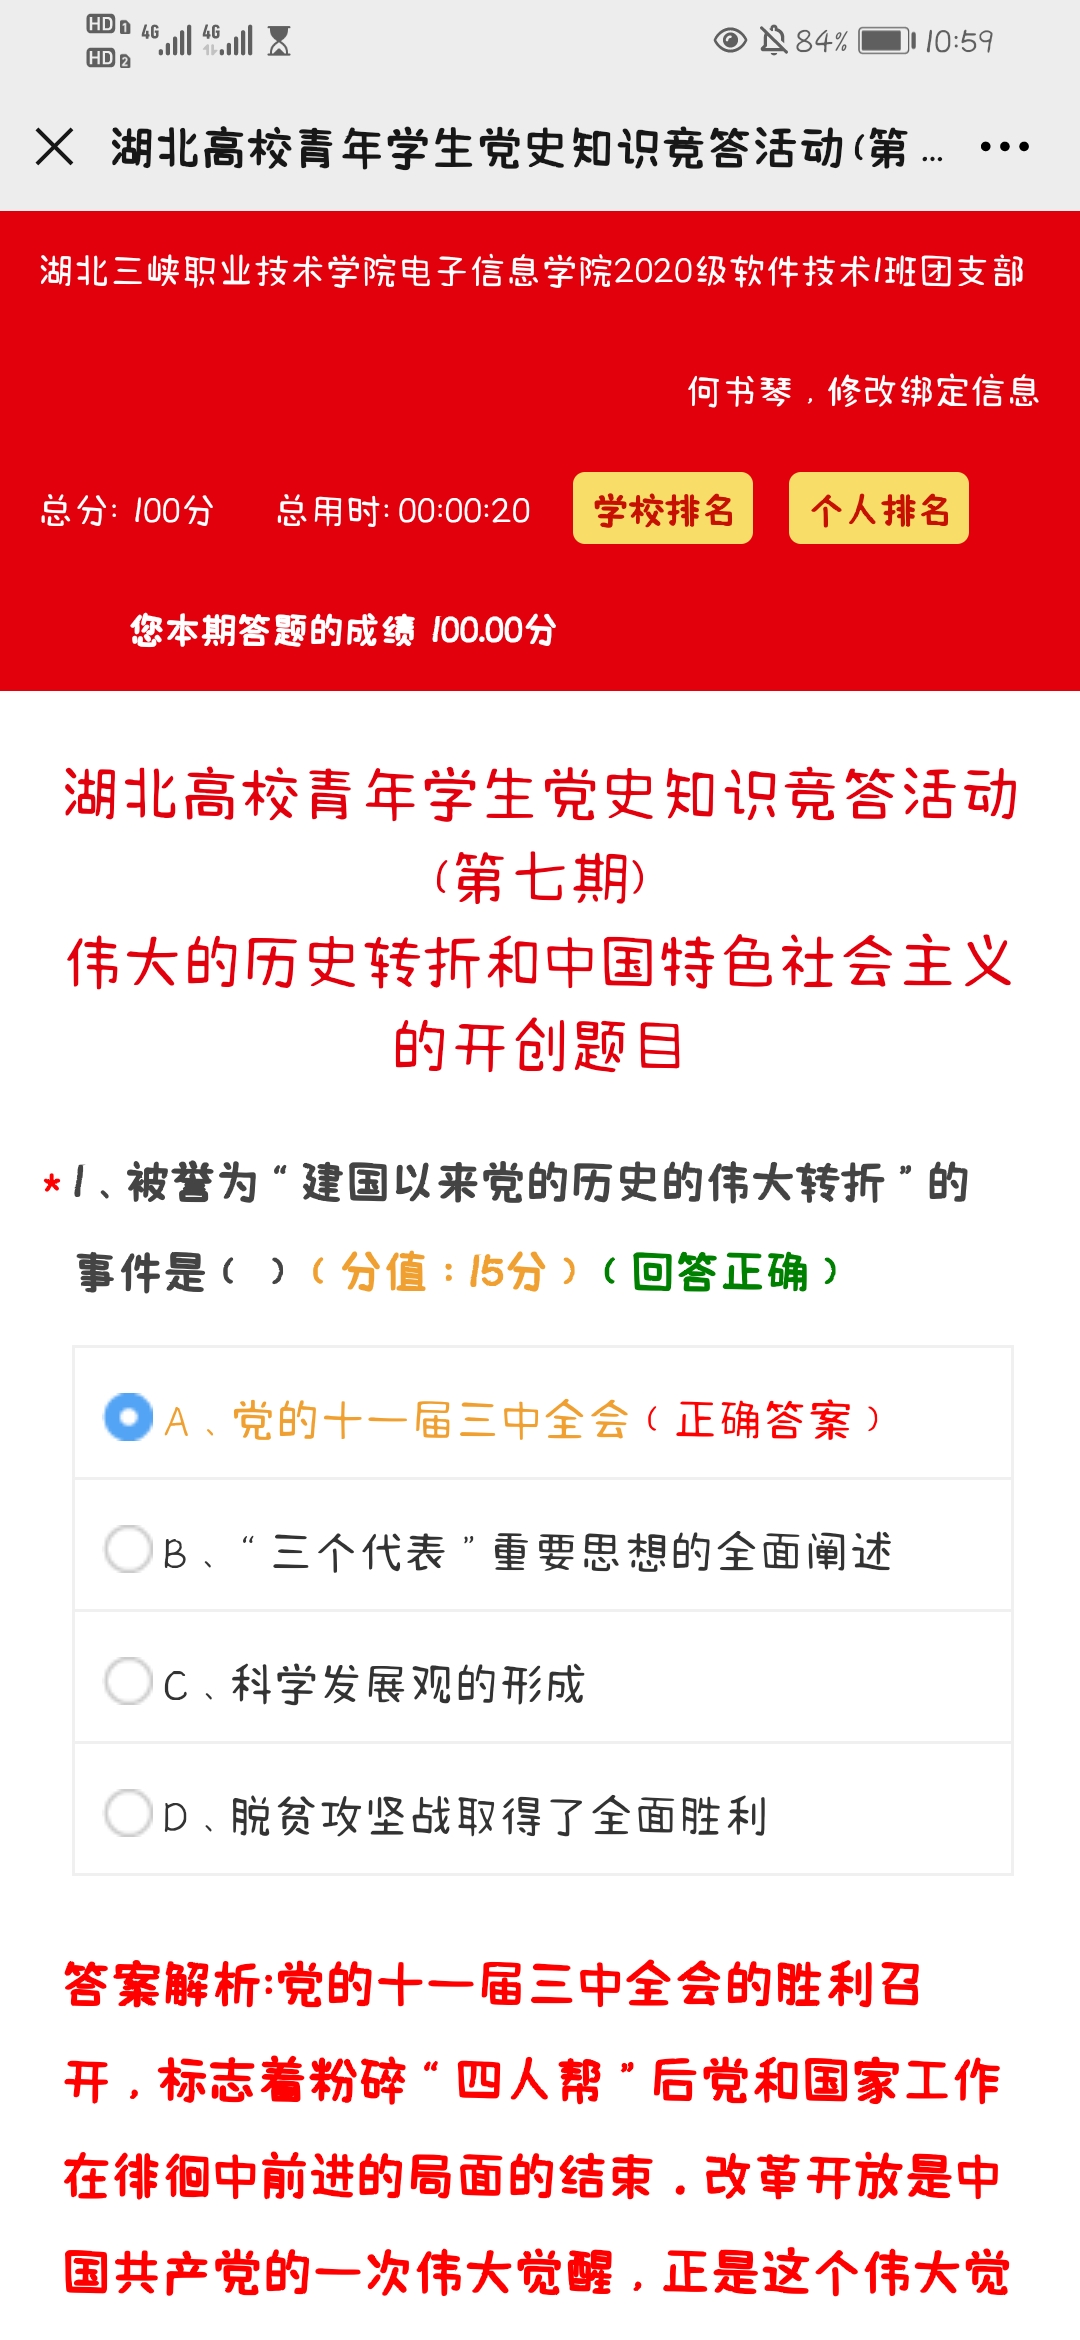 HD 1 4G 4G 84% 10:59
HD 2
湖北高校青年学生党史知识竞答活动(第...
湖北三峡职业技术学院电子信息学院2020级软件技术1班团支部
何书琴，修改绑定信息
总分: 100分 总用时: 00:00:20 学校排名 个人排名
您本期答题的成绩 100.00分
湖北高校青年学生党史知识竞答活动
(第七期)
伟大的历史转折和中国特色社会主义
的开创题目
*1、被誉为“建国以来党的历史的伟大转折”的
事件是（ ）（分值：15分）（回答正确）
A、党的十一届三中全会（正确答案）
B、“三个代表”重要思想的全面阐述
C、科学发展观的形成
D、脱贫攻坚战取得了全面胜利
答案解析:党的十一届三中全会的胜利召
开，标志着粉碎“四人帮”后党和国家工作
在徘徊中前进的局面的结束．改革开放是中
国共产党的一次伟大觉醒，正是这个伟大觉